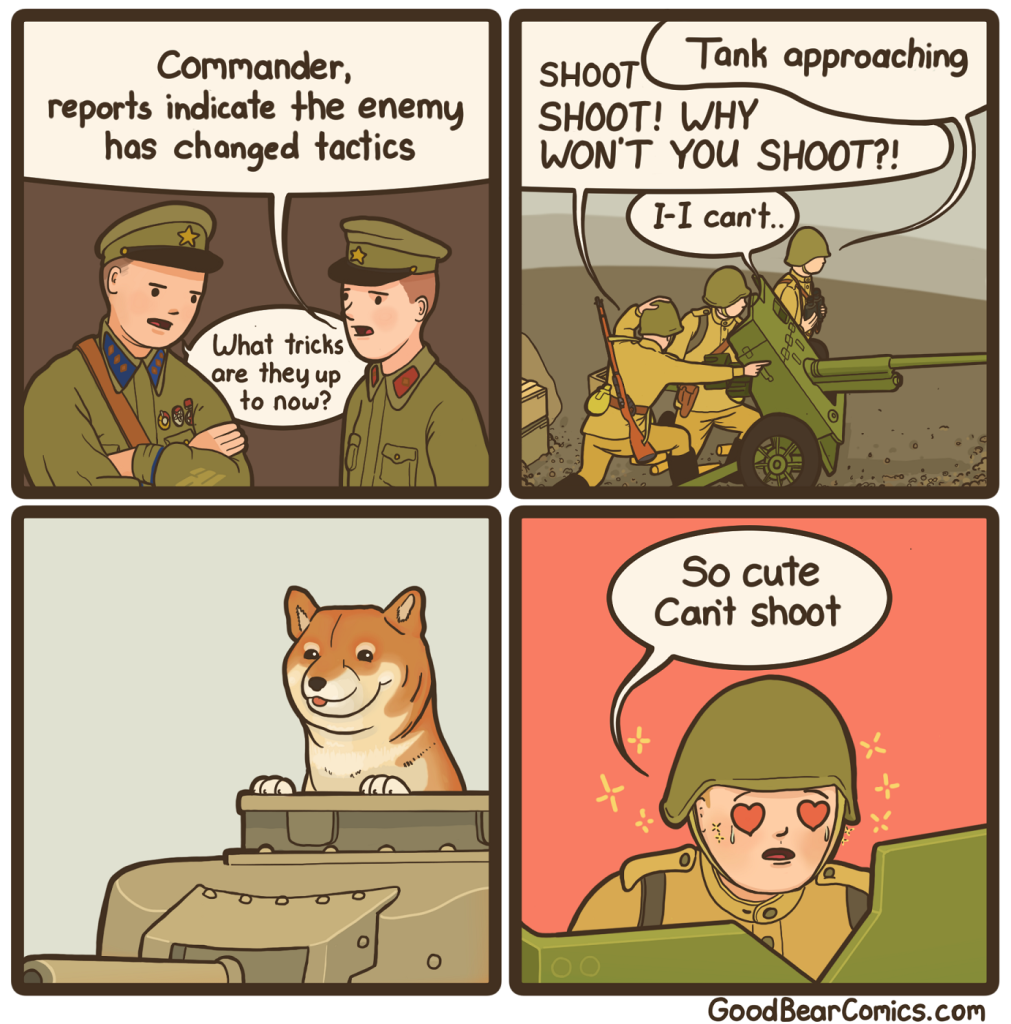 Commander,
reports indicate the enemy
has changed tactics
What tricks
are they up
to now?
Tank approaching
SHOOT
SHOOT! WHY
WON'T YOU SHOOT?!
I-I can't..
So cute
Can't shoot
GoodBearComics.com